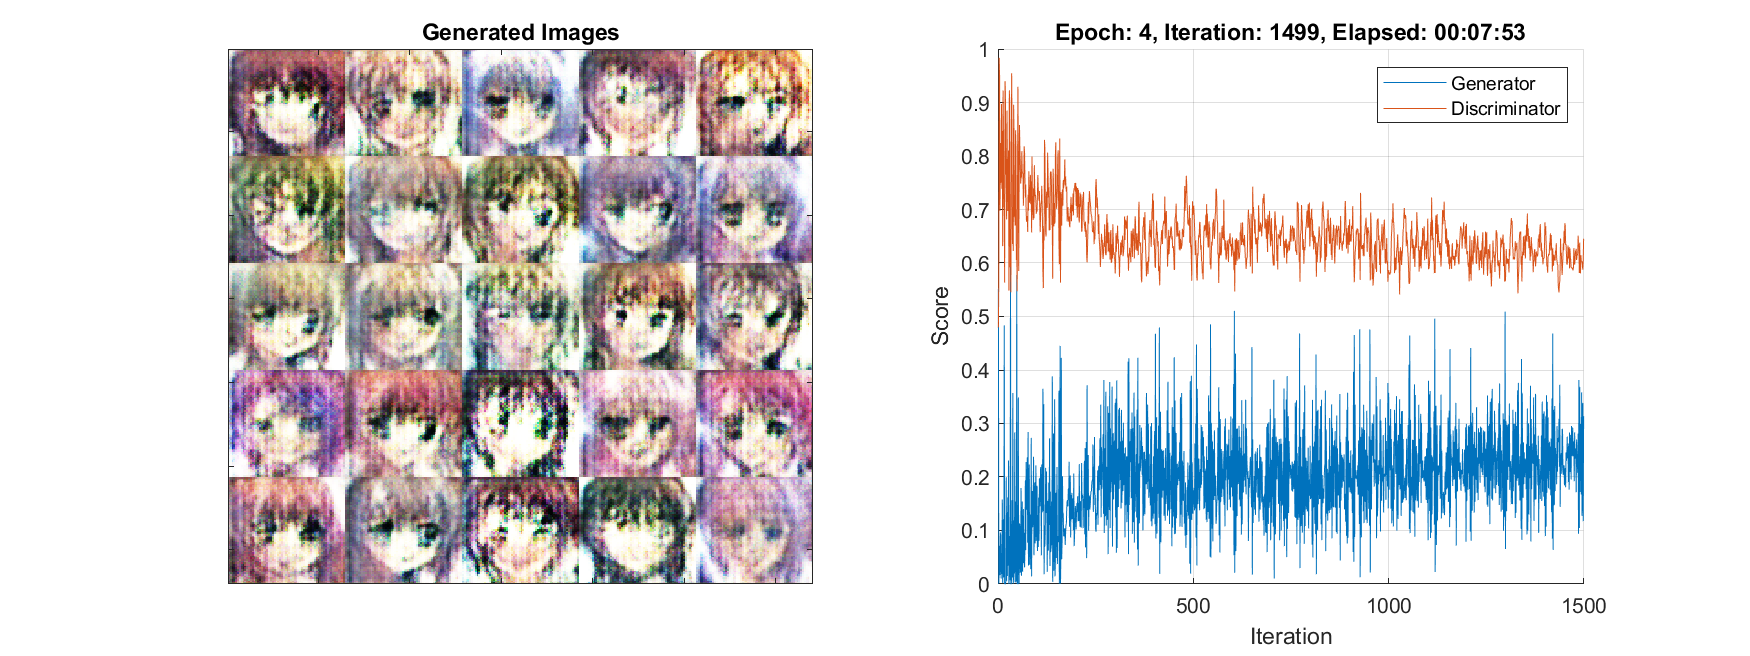 Generated Images
Epoch: 4, Iteration: 1499, Elapsed: 00:07:53
Generator
Discriminator
1
0.9
0.8
0.7
0.6
0.5
0.4
0.3
0.2
0.1
0
Score
0
500
1000
1500
Iteration